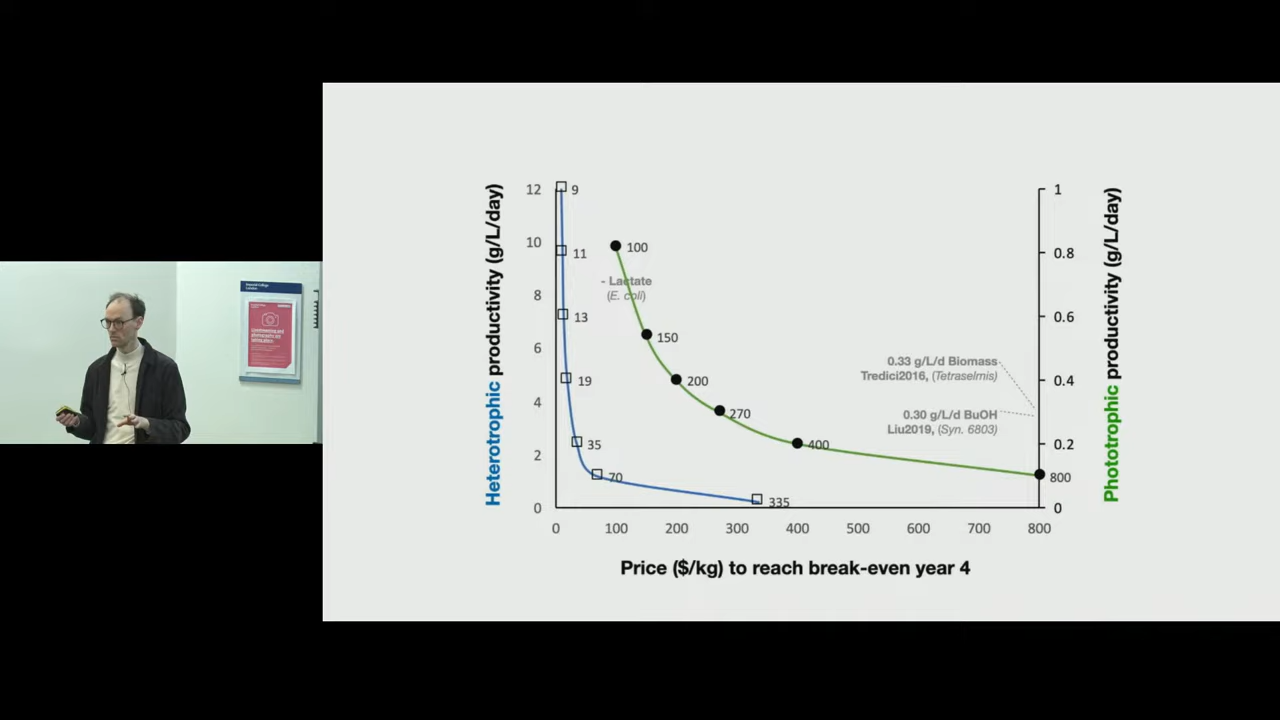 Heterotrophic productivity (g/L/day)
12
10
8
6
4
2
0
9
11
13
19
35
70
335
100
150
200
270
400
800
- Lactate
(E. coli)
0.33 g/L/d Biomass
Tredici2016, (Tetraselmis)
0.30 g/L/d BuOH
Liu2019, (Syn. 6803)
1
0.8
0.6
0.4
0.2
0
Phototrophic productivity (g/L/day)
0 100 200 300 400 500 600 700 800
Price ($/kg) to reach break-even year 4
Imperial College
London